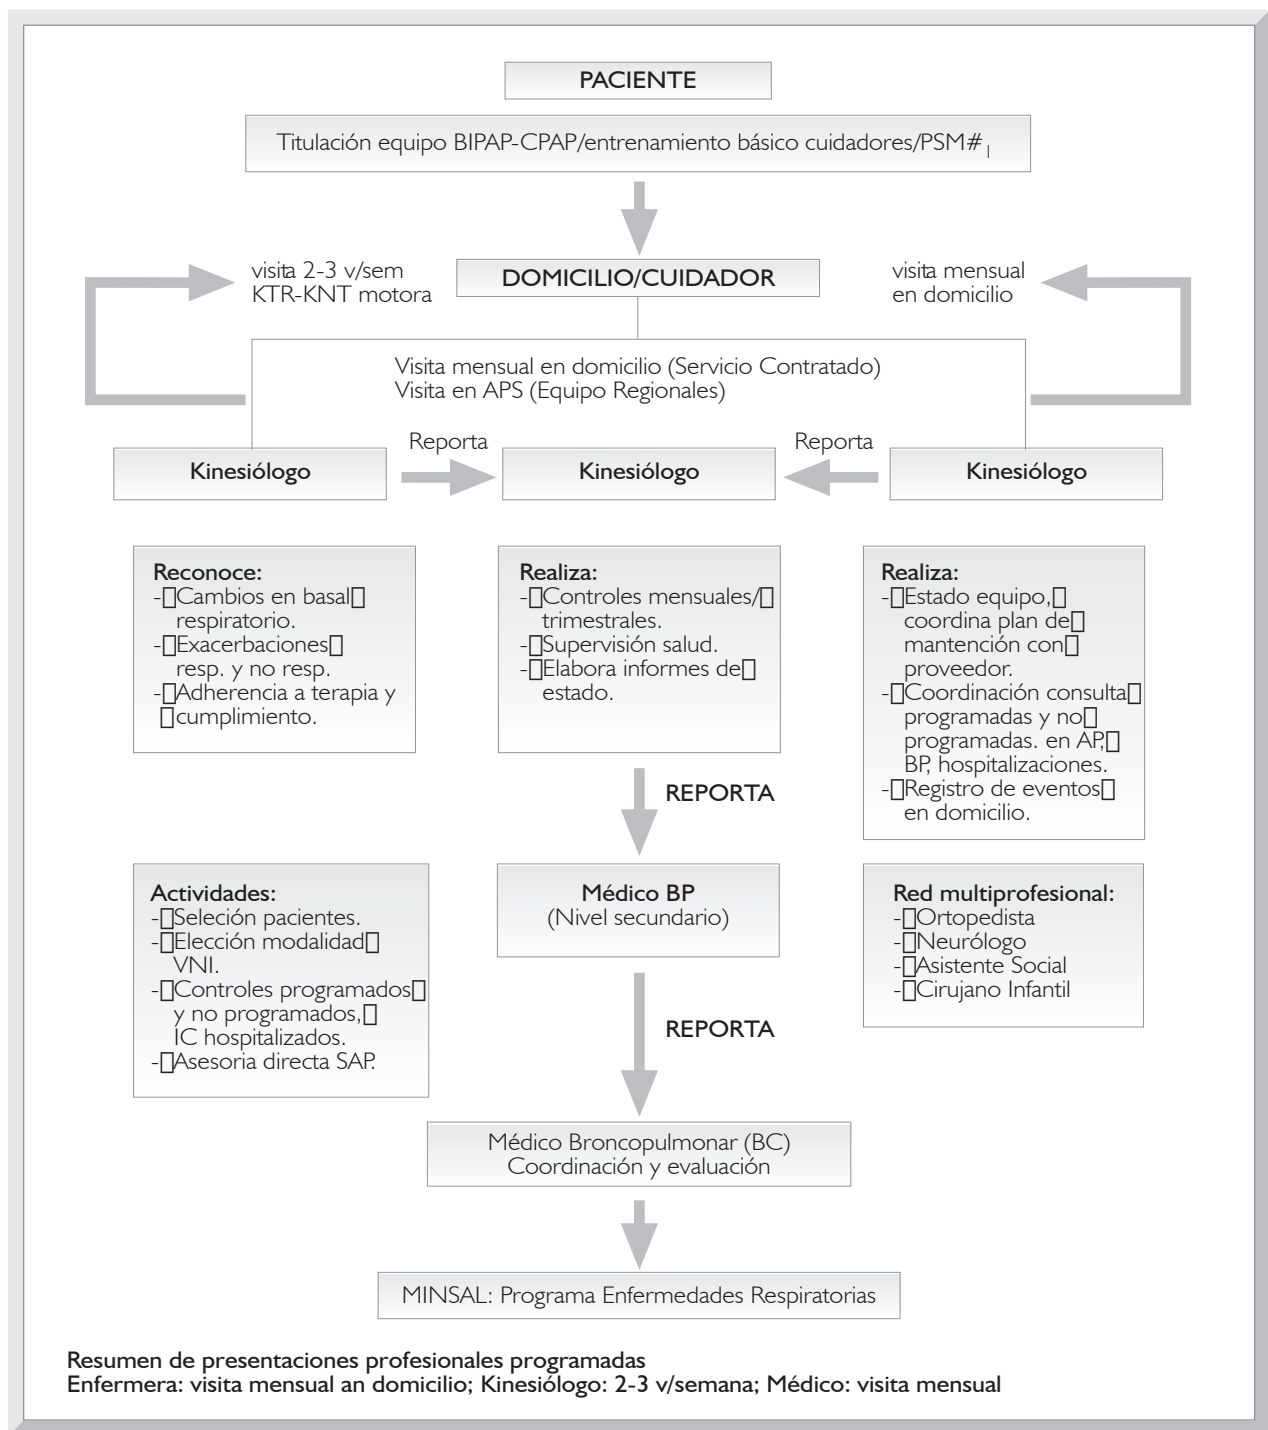 PACIENTE
Titulación equipo BIPAP-CPAP/entrenamiento básico cuidadores/PSM#1
visita 2-3 v/sem
KTR-KNT motora
DOMICILIO/CUIDADOR
visita mensual
en domicilio
Visita mensual en domicilio (Servicio Contratado)
Visita en APS (Equipo Regionales)
Kinesiólogo
Reporta
Kinesiólogo
Reporta
Kinesiólogo
Reconoce:
-▯Cambios en basal▯
respiratorio.
-▯Exacerbaciones▯
resp. y no resp.
-▯Adherencia a terapia y
▯cumplimiento.
Realiza:
-▯Controles mensuales/▯
trimestrales.
-▯Supervisión salud.
-▯Elabora informes de▯
estado.
Realiza:
-▯Estado equipo,▯
coordina plan de▯
mantención con▯
proveedor.
-▯Coordinación consulta▯
programadas y no▯
programadas. en AP,▯
BP, hospitalizaciones.
-▯Registro de eventos▯
en domicilio.
REPORTA
Actividades:
-▯Seleción pacientes.
-▯Elección modalidad▯
VNI.
-▯Controles programados▯
y no programados,▯
IC hospitalizados.
-▯Asesoria directa SAP.
Médico BP
(Nivel secundario)
Red multiprofesional:
-▯Ortopedista
-▯Neurólogo
-▯Asistente Social
-▯Cirujano Infantil
REPORTA
Médico Broncopulmonar (BC)
Coordinación y evaluación
MINSAL: Programa Enfermedades Respiratorias
Resumen de presentaciones profesionales programadas
Enfermera: visita mensual an domicilio; Kinesiólogo: 2-3 v/semana; Médico: visita mensual